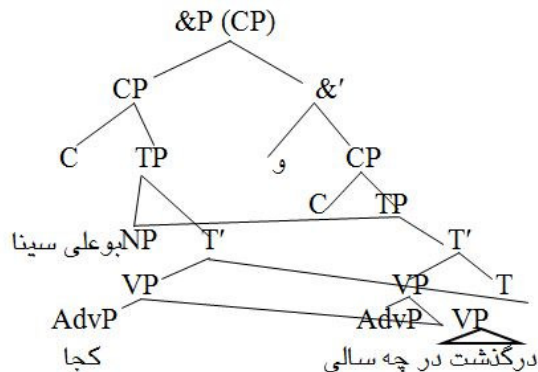 &P (CP)
CP &′
C TP و CP
C TP
بوعلی سینا NP T′ T′
VP VP T
AdvP AdvP VP
کجا درگذشت در چه سالی